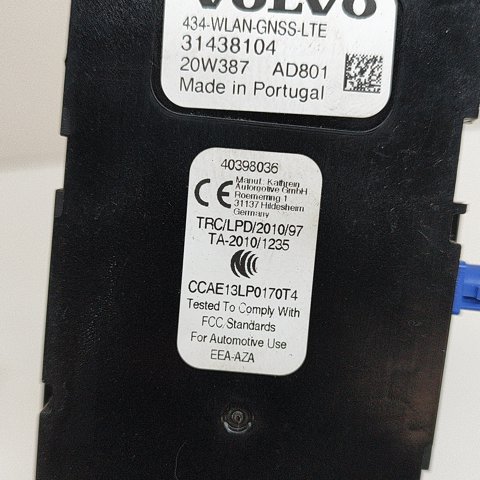 VOLVO
434-WLAN-GNSS-LTE
31438104
20W387 AD801
Made in Portugal
40398036
CE Manuf. Kathrein
Automotive GmbH
Roemerring 1
31137 Hildesheim
Germany
TRC/LPD/2010/97
TA-2010/1235
CCAE13LP0170T4
Tested To Comply With
FCC Standards
For Automotive Use
EEA-AZA